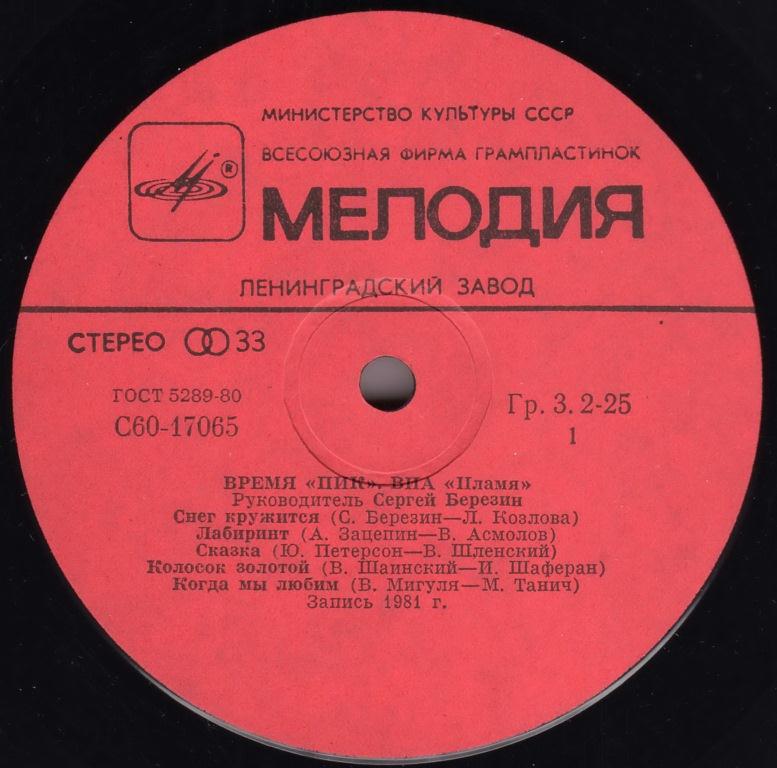 МИНИСТЕРСТВО КУЛЬТУРЫ СССР
ВСЕСОЮЗНАЯ ФИРМА ГРАМПЛАСТИНОК
®
МЕЛОДИЯ
ЛЕНИНГРАДСКИЙ ЗАВОД
СТЕРЕО 33
ГОСТ 5289-80
С60-17065
Гр. 3. 2-25
1
ВРЕМЯ «ПИК». ВИА «Пламя»
Руководитель Сергей Березин
Снег кружится (С. Березин—Л. Козлова)
Лабиринт (А. Зацепин—В. Асмолов)
Сказка (Ю. Петерсон—В. Шленский)
Колосок золотой (В. Шаинский—И. Шаферан)
Когда мы любим (В. Мигуля—М. Танич)
Запись 1981 г.